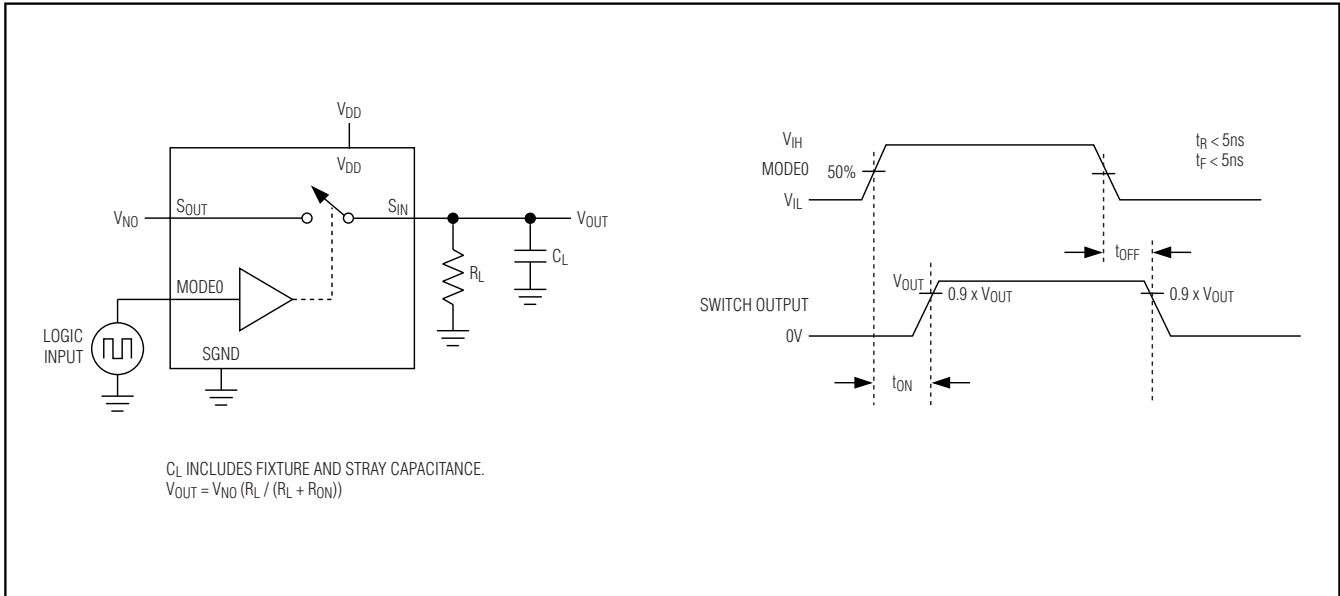 VDD
VDD
VNO
SOUT
SIN
VOUT
RL
CL
MODE0
LOGIC
INPUT
SGND
CL INCLUDES FIXTURE AND STRAY CAPACITANCE.
VOUT = VNO (RL / (RL + RON))
VIH
MODE0
50%
VIL
tR < 5ns
tF < 5ns
tOFF
VOUT
0.9 x VOUT
0.9 x VOUT
SWITCH OUTPUT
0V
tON